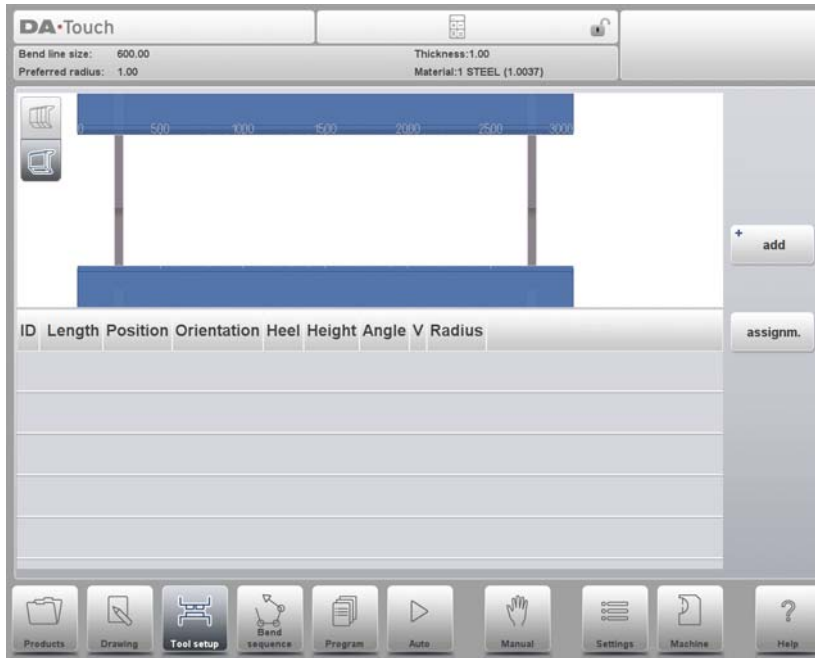 DA·Touch
Bend line size: 600.00 Thickness:1.00
Preferred radius: 1.00 Material:1 STEEL (1.0037)
0 500 1000 1500 2000 2500 3000
add
ID Length Position Orientation Heel Height Angle V Radius
assignm.
Products Drawing Tool setup Bend sequence Program Auto Manual Settings Machine Help